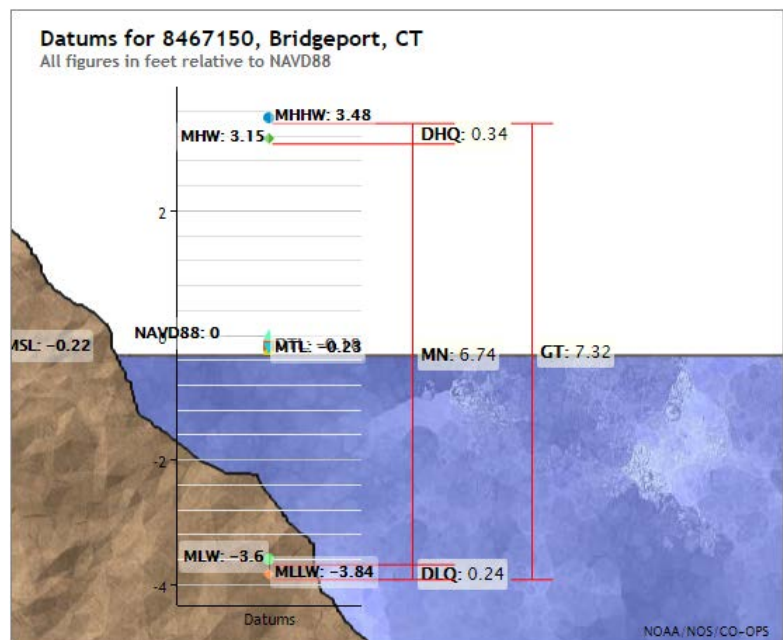 Datums for 8467150, Bridgeport, CT
All figures in feet relative to NAVD88
MHHW: 3.48
MHW: 3.15
DHQ: 0.34
2
NAVD88: 0
0
MSL: −0.22
MTL: −0.23
MN: 6.74
GT: 7.32
-2
MLW: −3.6
MLLW: −3.84
DLQ: 0.24
-4
Datums
NOAA/NOS/CO-OPS